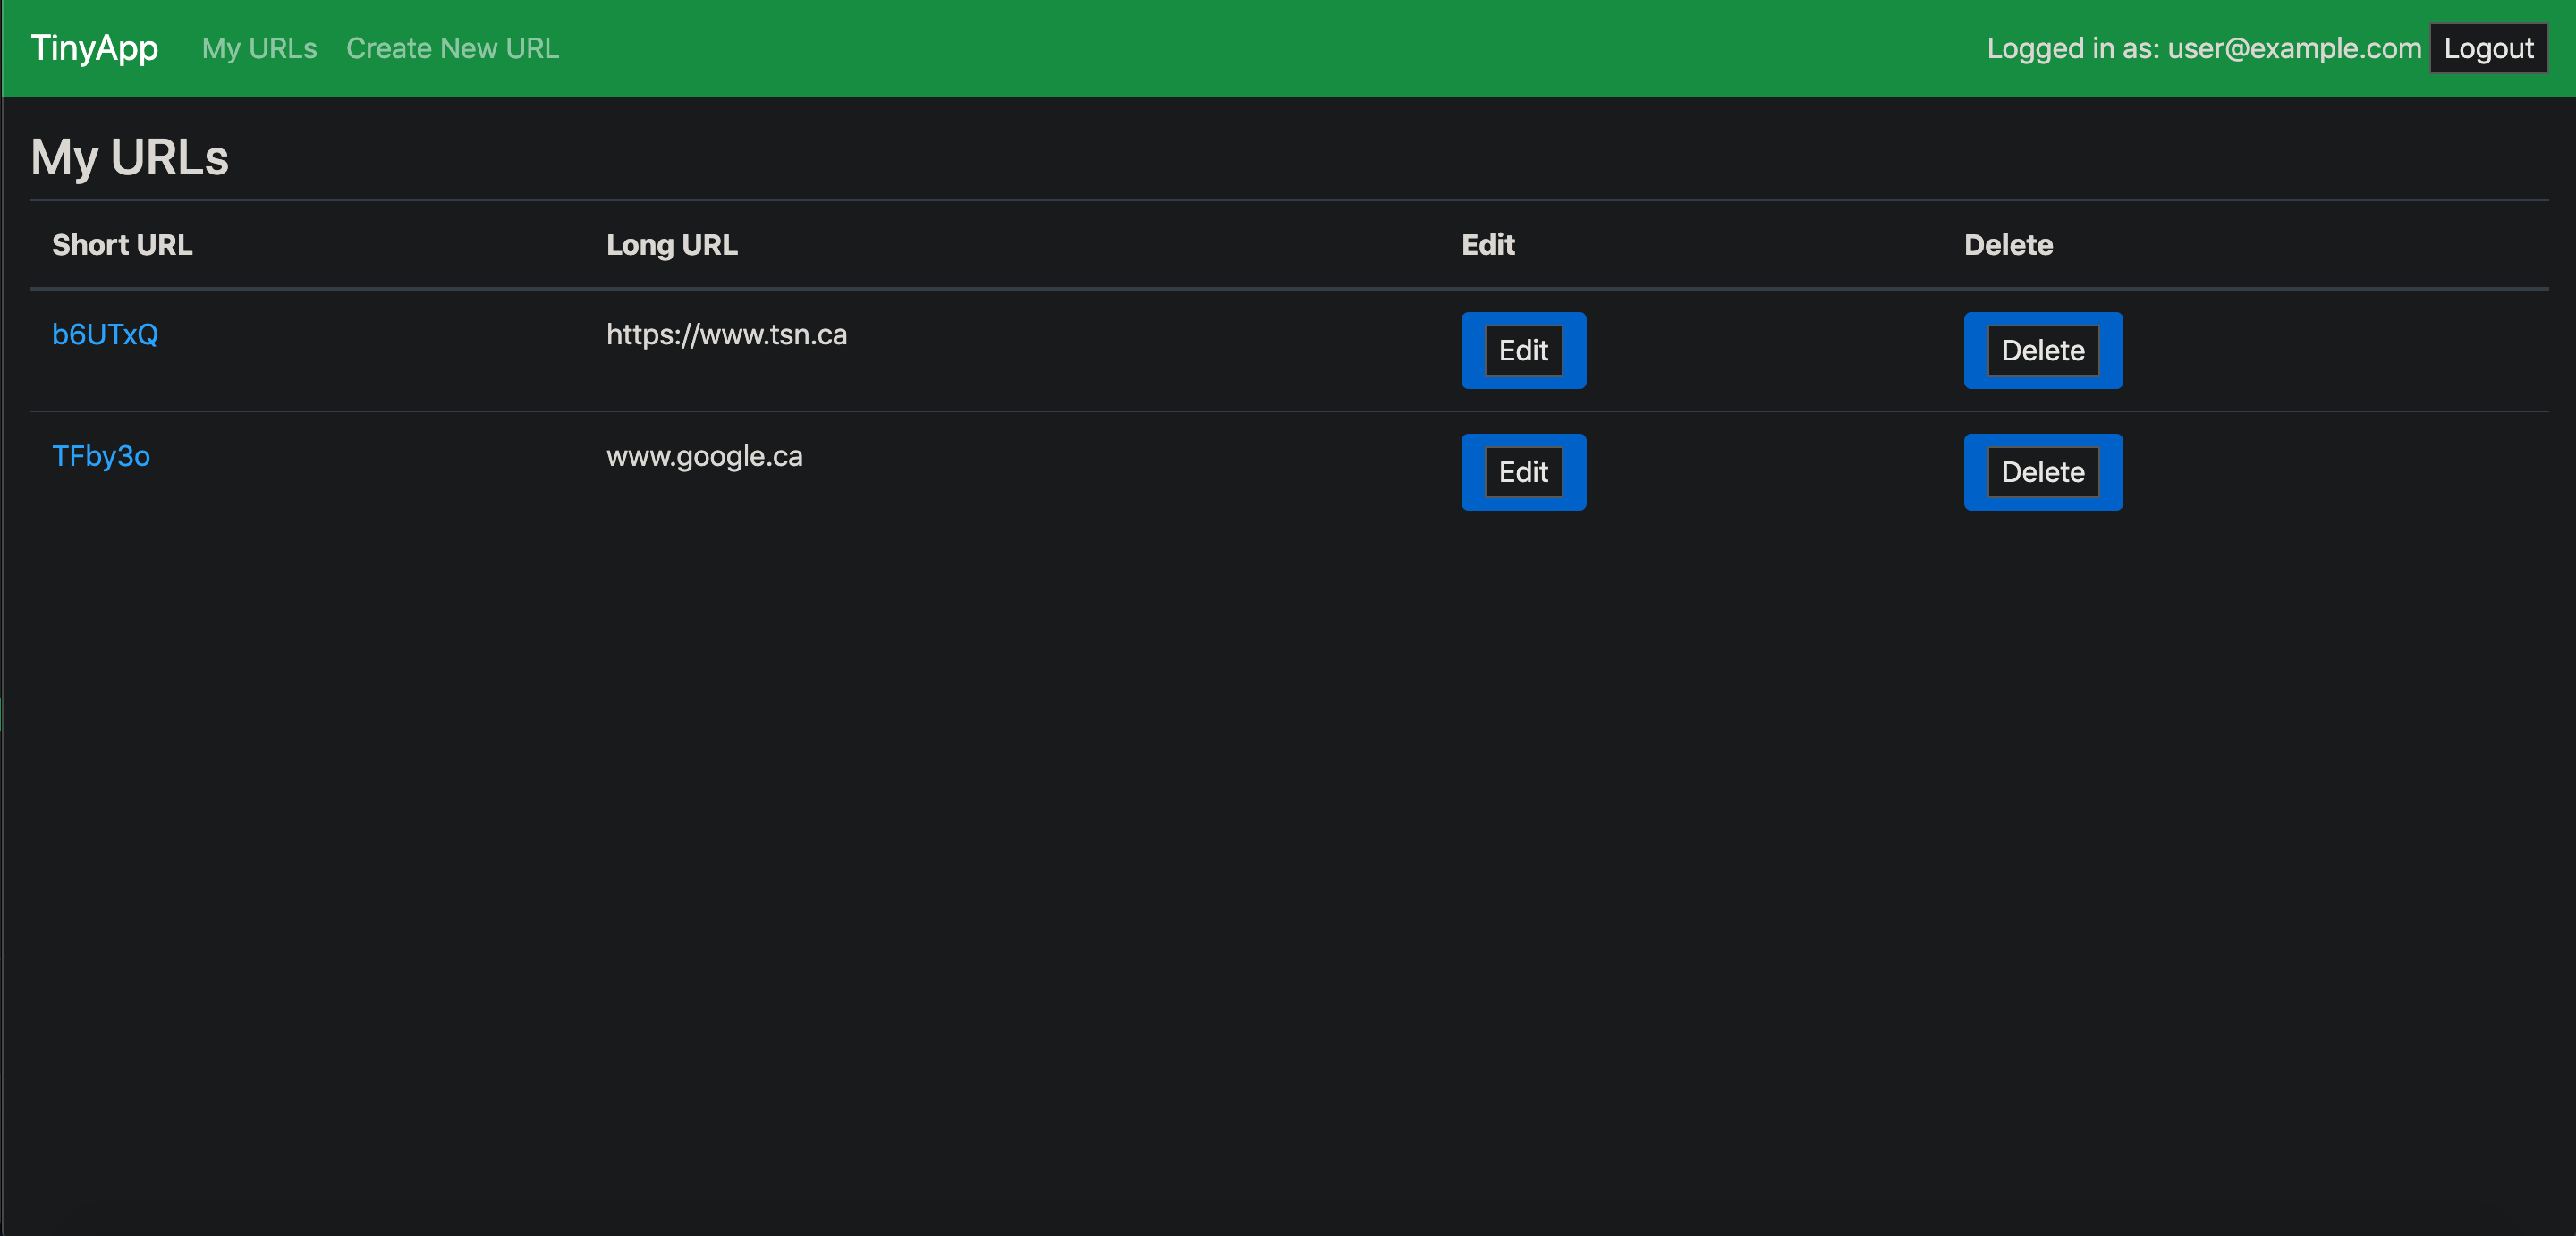 TinyApp My URLs Create New URL Logged in as: user@example.com Logout
My URLs
Short URL Long URL Edit Delete
b6UTxQ https://www.tsn.ca Edit Delete
TFby3o www.google.ca Edit Delete